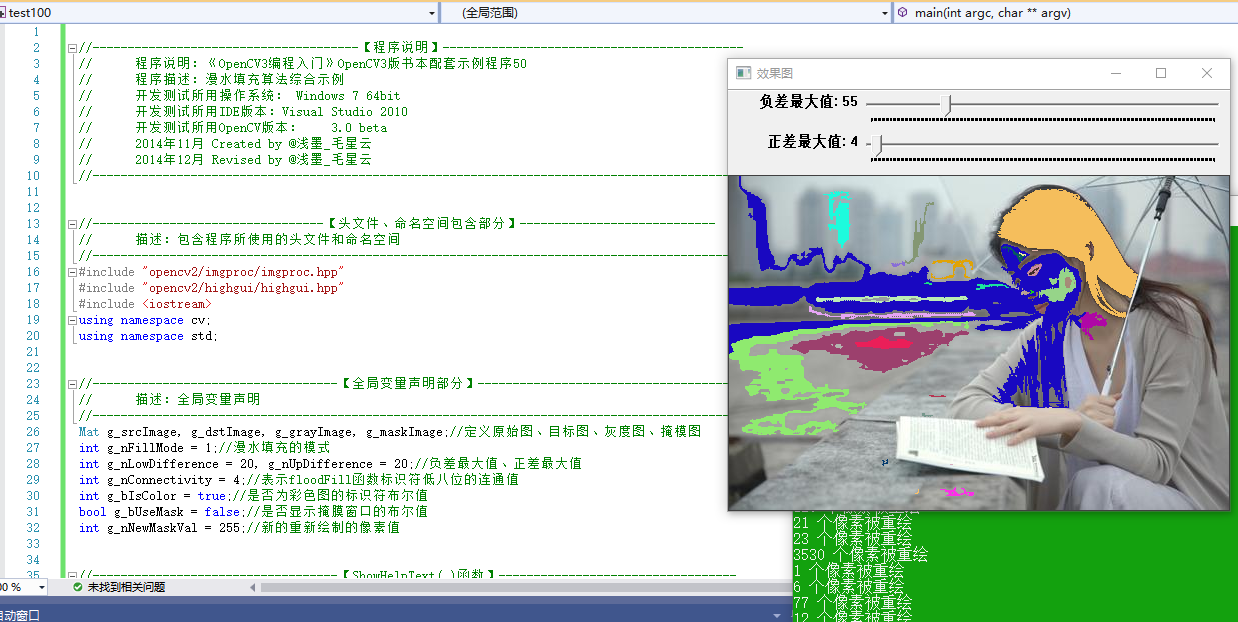 test100
(全局范围)
main(int argc, char ** argv)
1
2 //--------------------------------------【程序说明】-------------------------------------------
3 // 程序说明：《OpenCV3编程入门》OpenCV3版书本配套示例程序50
4 // 程序描述：漫水填充算法综合示例
5 // 开发测试所用操作系统： Windows 7 64bit
6 // 开发测试所用IDE版本：Visual Studio 2010
7 // 开发测试所用OpenCV版本： 3.0 beta
8 // 2014年11月 Created by @浅墨_毛星云
9 // 2014年12月 Revised by @浅墨_毛星云
10 //------------------------------------------------------------------------------------------------
11
12
13 //---------------------------------【头文件、命名空间包含部分】----------------------------
14 // 描述：包含程序所使用的头文件和命名空间
15 //------------------------------------------------------------------------------------------------
16 #include "opencv2/imgproc/imgproc.hpp"
17 #include "opencv2/highgui/highgui.hpp"
18 #include <iostream>
19 using namespace cv;
20 using namespace std;
21
22
23 //-----------------------------------【全局变量声明部分】-----------------------------------
24 // 描述：全局变量声明
25 //-----------------------------------------------------------------------------------------------
26 Mat g_srcImage, g_dstImage, g_grayImage, g_maskImage;//定义原始图、目标图、灰度图、掩模图
27 int g_nFillMode = 1;//漫水填充的模式
28 int g_nLowDifference = 20, g_nUpDifference = 20;//负差最大值、正差最大值
29 int g_nConnectivity = 4;//表示floodFill函数标识符低八位的连通值
30 int g_bIsColor = true;//是否为彩色图的标识符布尔值
31 bool g_bUseMask = false;//是否显示掩膜窗口的布尔值
32 int g_nNewMaskVal = 255;//新的重新绘制的像素值
33
34
35 //-----------------------------------【ShowHelpText( )函数】----------------------------------
未找到相关问题
自动窗口
效果图
负差最大值: 55
正差最大值: 4
21 个像素被重绘
23 个像素被重绘
3530 个像素被重绘
1 个像素被重绘
6 个像素被重绘
77 个像素被重绘
12 个像素被重绘